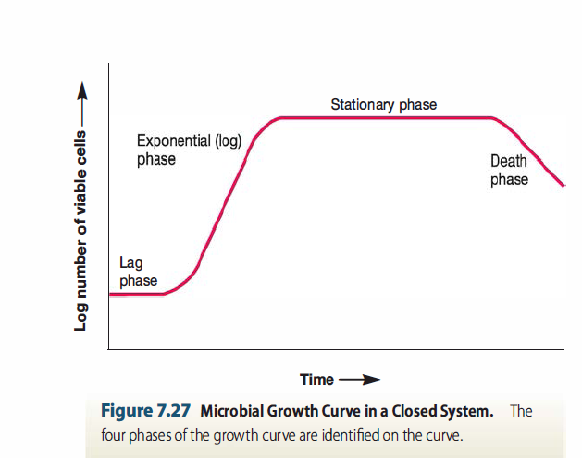 Stationary phase
Exponential (log)
phase
Death
phase
Lag
phase
Log number of viable cells
Time
Figure 7.27 Microbial Growth Curve in a Closed System. The
four phases of the growth curve are identified on the curve.